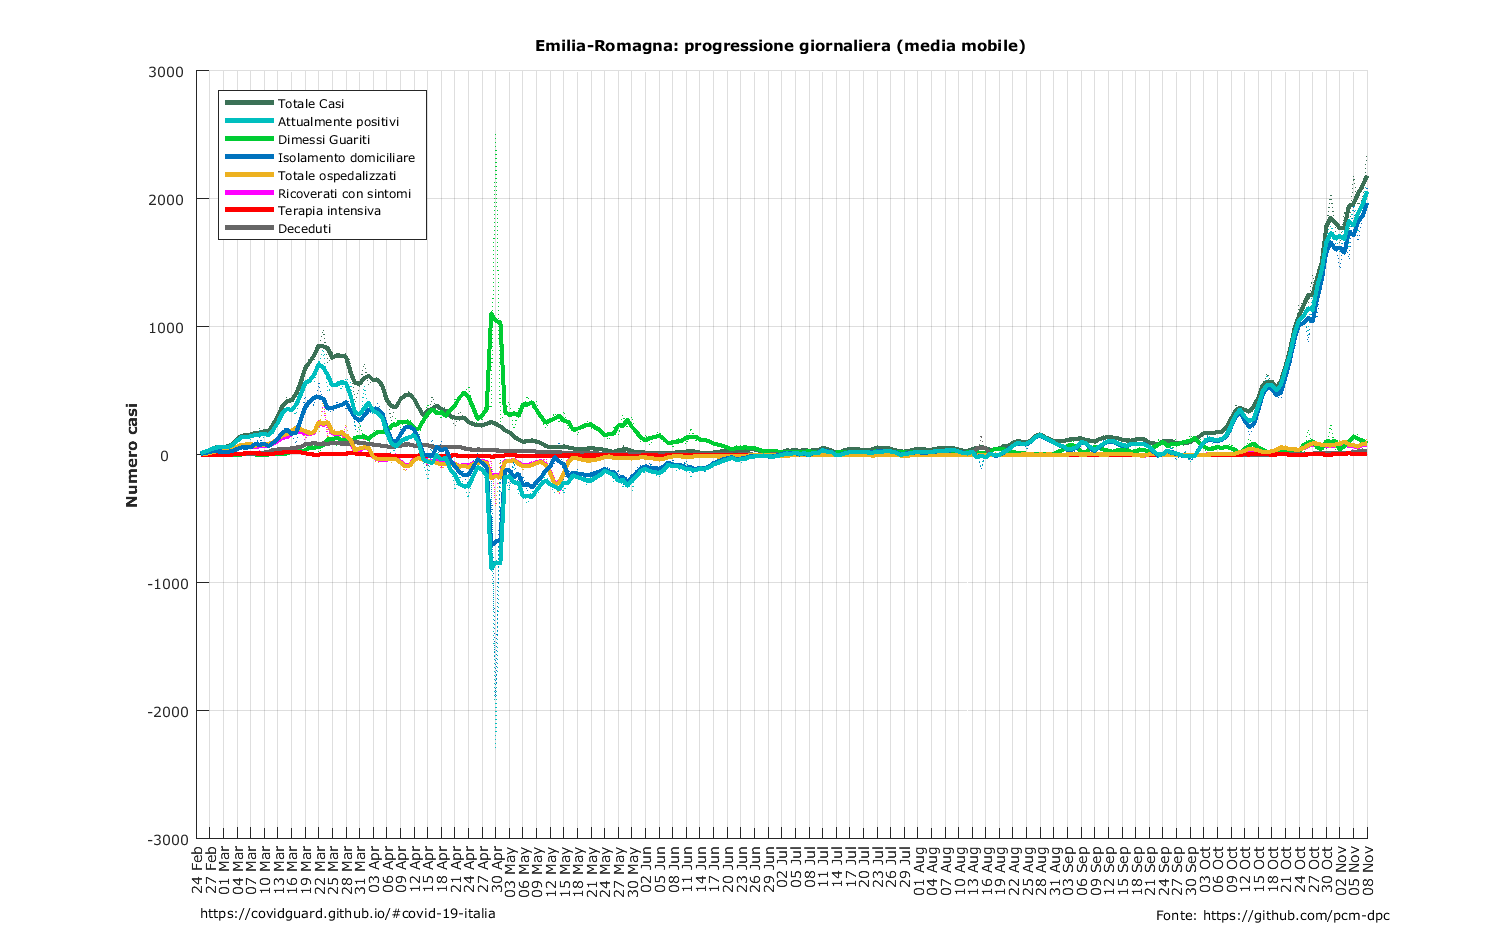 Emilia-Romagna: progressione giornaliera (media mobile)
3000
2000
1000
0
-1000
-2000
-3000
Numero casi
Totale Casi
Attualmente positivi
Dimessi Guariti
Isolamento domiciliare
Totale ospedalizzati
Ricoverati con sintomi
Terapia intensiva
Deceduti
24 Feb
27 Feb
01 Mar
04 Mar
07 Mar
10 Mar
13 Mar
16 Mar
19 Mar
22 Mar
25 Mar
28 Mar
31 Mar
03 Apr
06 Apr
09 Apr
12 Apr
15 Apr
18 Apr
21 Apr
24 Apr
27 Apr
30 Apr
03 May
06 May
09 May
12 May
15 May
18 May
21 May
24 May
27 May
30 May
02 Jun
05 Jun
08 Jun
11 Jun
14 Jun
17 Jun
20 Jun
23 Jun
26 Jun
29 Jun
02 Jul
05 Jul
08 Jul
11 Jul
14 Jul
17 Jul
20 Jul
23 Jul
26 Jul
29 Jul
01 Aug
04 Aug
07 Aug
10 Aug
13 Aug
16 Aug
19 Aug
22 Aug
25 Aug
28 Aug
31 Aug
03 Sep
06 Sep
09 Sep
12 Sep
15 Sep
18 Sep
21 Sep
24 Sep
27 Sep
30 Sep
03 Oct
06 Oct
09 Oct
12 Oct
15 Oct
18 Oct
21 Oct
24 Oct
27 Oct
30 Oct
02 Nov
05 Nov
08 Nov
https://covidguard.github.io/#covid-19-italia
Fonte: https://github.com/pcm-dpc